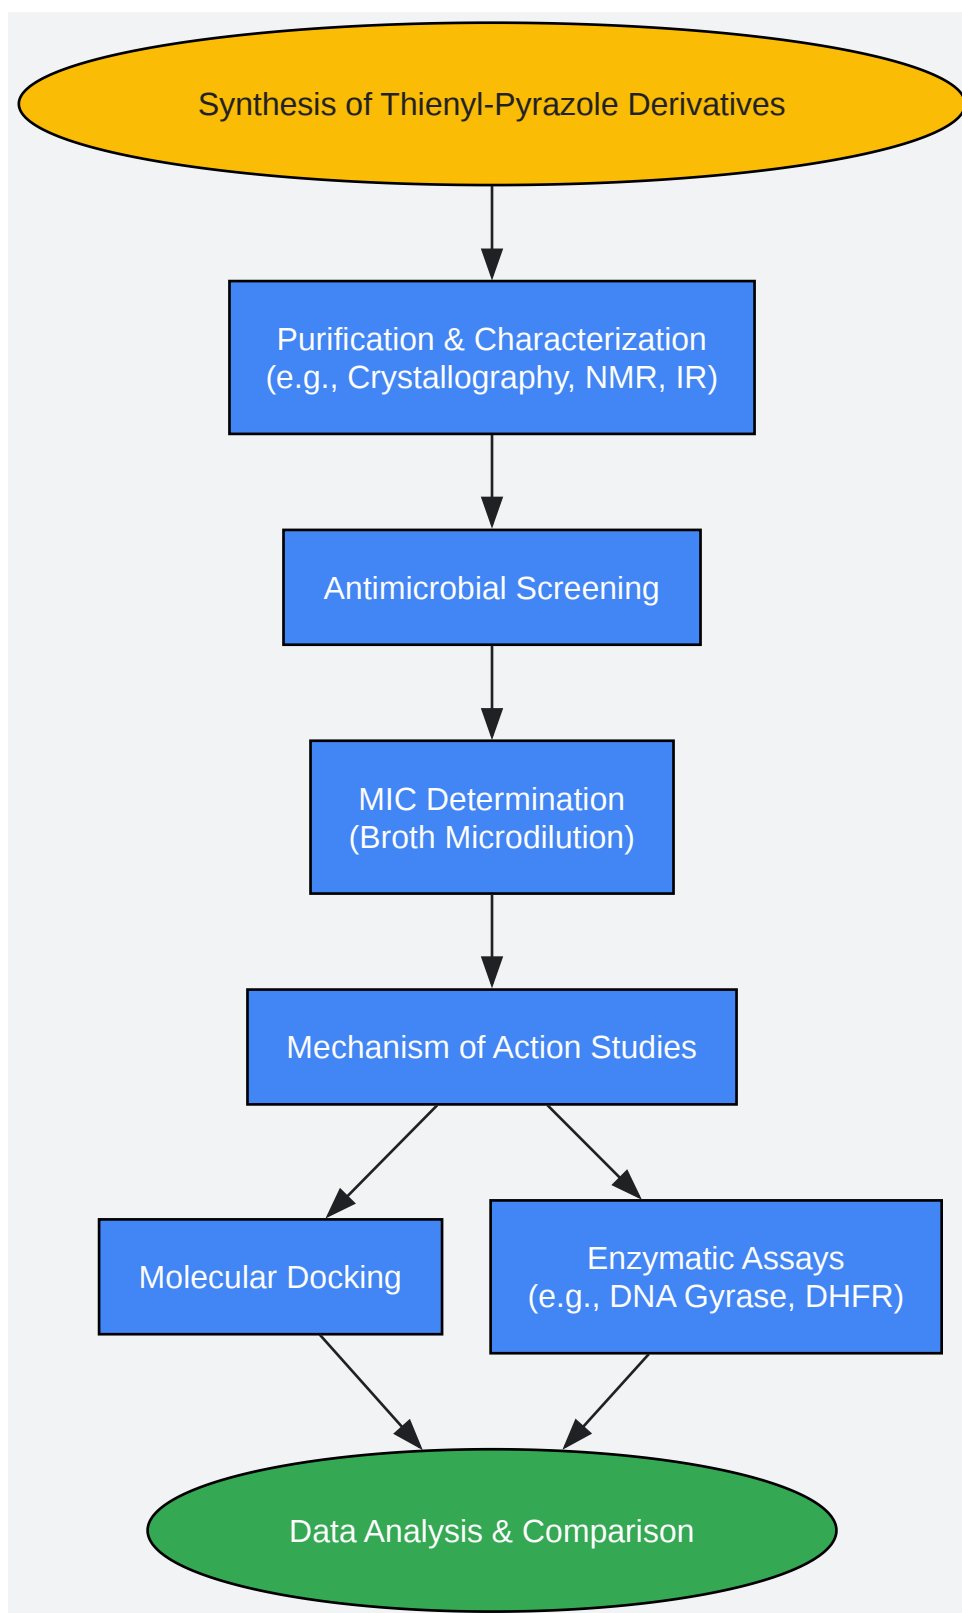 Synthesis of Thienyl-Pyrazole Derivatives
Purification & Characterization
(e.g., Crystallography, NMR, IR)
Antimicrobial Screening
MIC Determination
(Broth Microdilution)
Mechanism of Action Studies
Molecular Docking
Enzymatic Assays
(e.g., DNA Gyrase, DHFR)
Data Analysis & Comparison